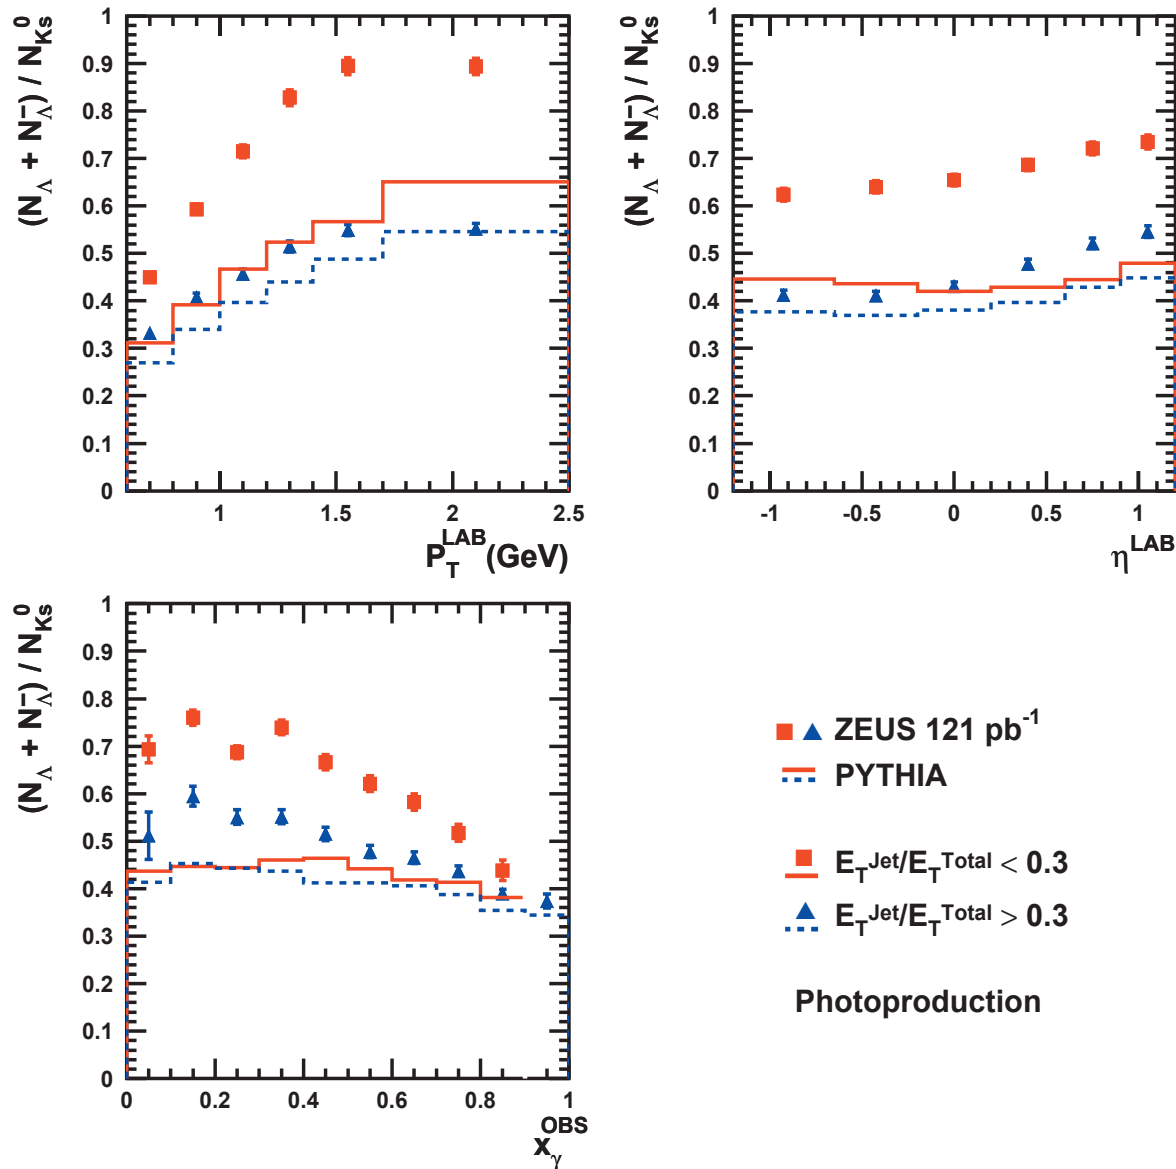 (N_Λ + N_Λ̄) / N_Ks^0
1
0.9
0.8
0.7
0.6
0.5
0.4
0.3
0.2
0.1
0
1 1.5 2 2.5
P_T^LAB (GeV)
(N_Λ + N_Λ̄) / N_Ks^0
1
0.9
0.8
0.7
0.6
0.5
0.4
0.3
0.2
0.1
0
-1 -0.5 0 0.5 1
η^LAB
(N_Λ + N_Λ̄) / N_Ks^0
1
0.9
0.8
0.7
0.6
0.5
0.4
0.3
0.2
0.1
0
0 0.2 0.4 0.6 0.8 1
x_γ^OBS
ZEUS 121 pb^-1
PYTHIA
E_T^Jet/E_T^Total < 0.3
E_T^Jet/E_T^Total > 0.3
Photoproduction